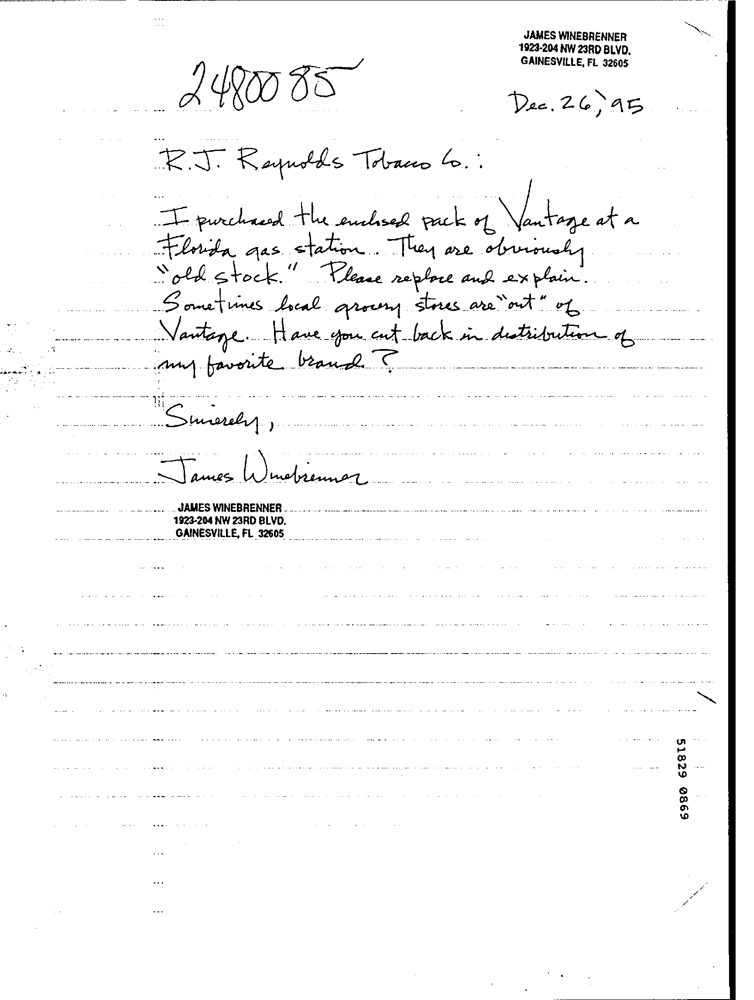 JAMES WINEBRENNER
1923-204 NW 23RD BLVD.
GAINESVILLE, FL 32605
2480085
Dec. 26, 95
R.J. Reynolds Tobacco Co.:
I purchased the enclosed pack of Vantage at a
Florida gas station. They are obviously
"old stock." Please replace and explain.
Sometimes local grocery stores are "out" of
Vantage. Have you cut back in distribution of
my favorite brand?
Sincerely,
James Winebrenner
JAMES WINEBRENNER
1923-204 NW 23RD BLVD.
GAINESVILLE, FL 32605
51829 0869